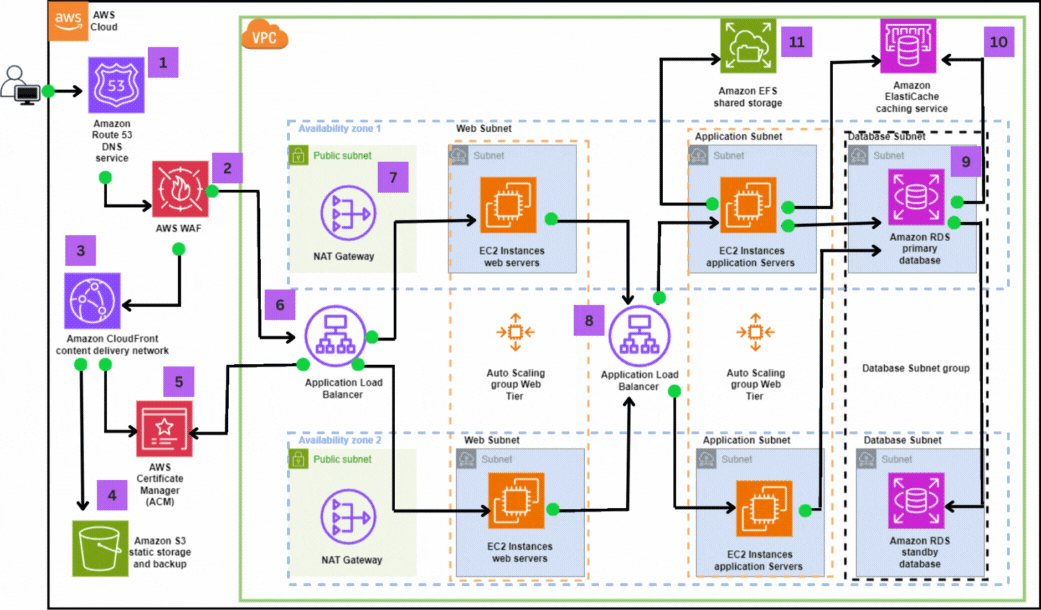 aws
AWS
Cloud
VPC
1
53
Amazon
Route 53
DNS
service
2
AWS WAF
3
Amazon CloudFront
content delivery network
5
AWS
Certificate
Manager
(ACM)
4
Amazon S3
static storage
and backup
6
Application Load
Balancer
Availability zone 1
Public subnet
7
NAT Gateway
Web Subnet
Subnet
EC2 Instances
web servers
Auto Scaling
group Web
Tier
8
Application Load
Balancer
11
Amazon EFS
shared storage
10
Amazon
ElastiCache
caching service
Application Subnet
Subnet
EC2 Instances
application Servers
Auto Scaling
group Web
Tier
Database Subnet
Subnet
9
Amazon RDS
primary
database
Database Subnet group
Availability zone 2
Public subnet
NAT Gateway
Web Subnet
Subnet
EC2 Instances
web servers
Application Subnet
Subnet
EC2 Instances
application Servers
Database Subnet
Subnet
Amazon RDS
standby
database